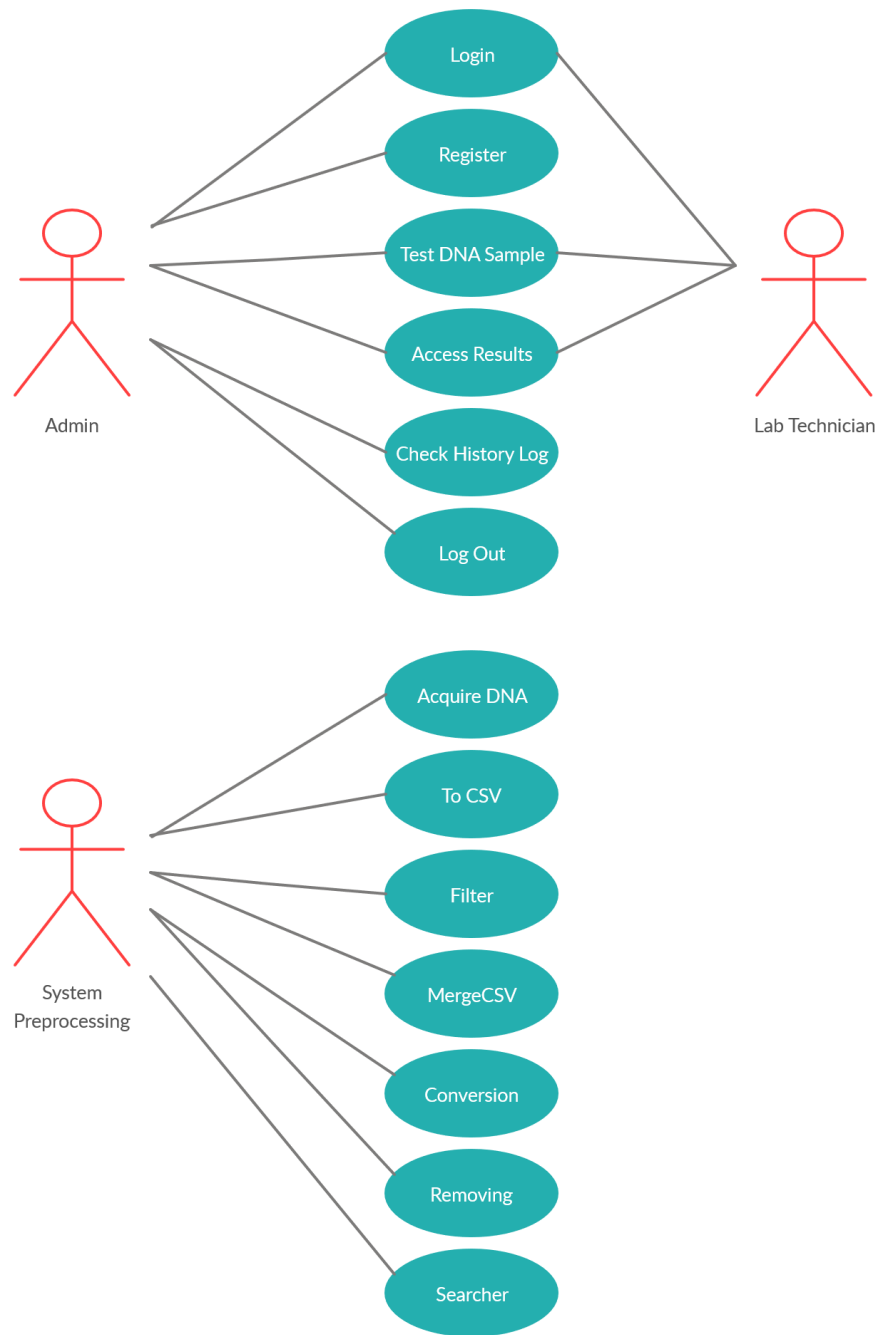 Login
Register
Test DNA Sample
Access Results
Check History Log
Log Out
Admin
Lab Technician
Acquire DNA
To CSV
Filter
MergeCSV
Conversion
Removing
Searcher
System
Preprocessing